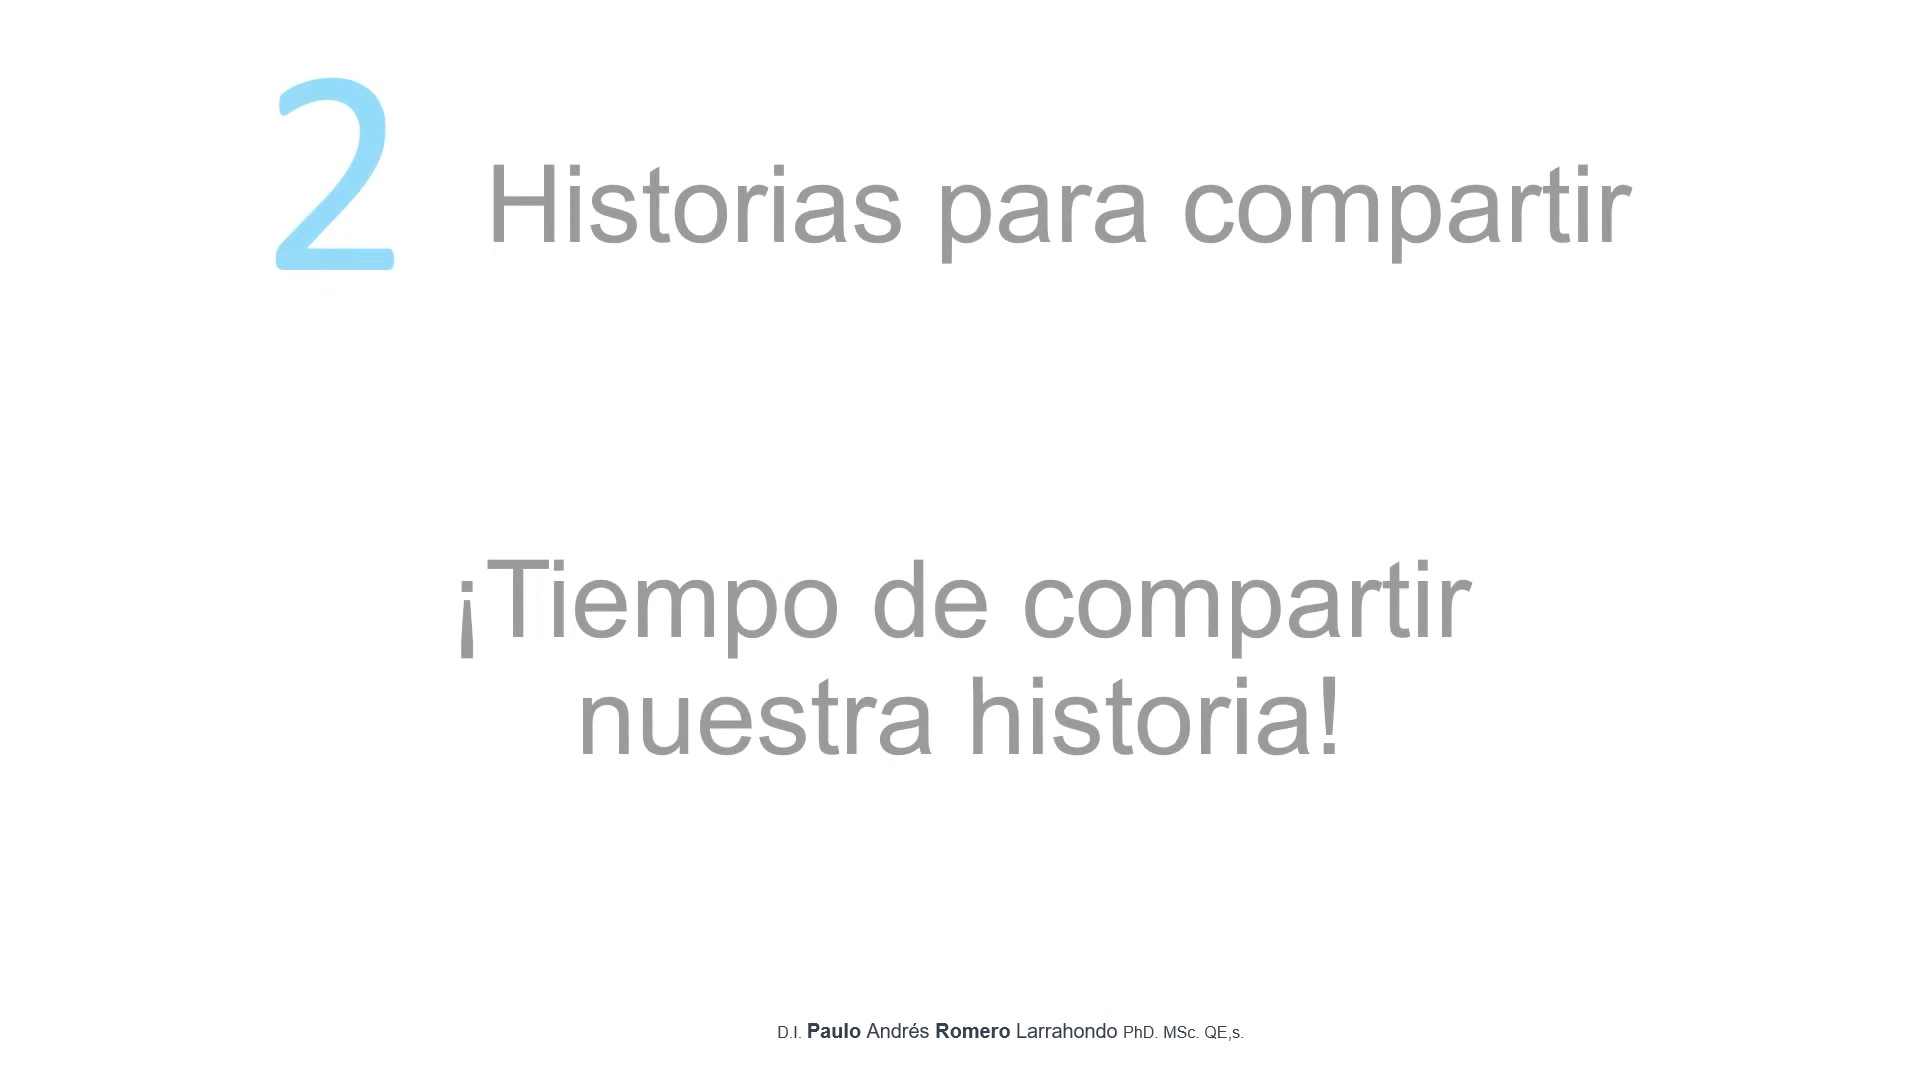 2 Historias para compartir
¡Tiempo de compartir
nuestra historia!
D.I. Paulo Andrés Romero Larrahondo PhD. MSc. QE,s.